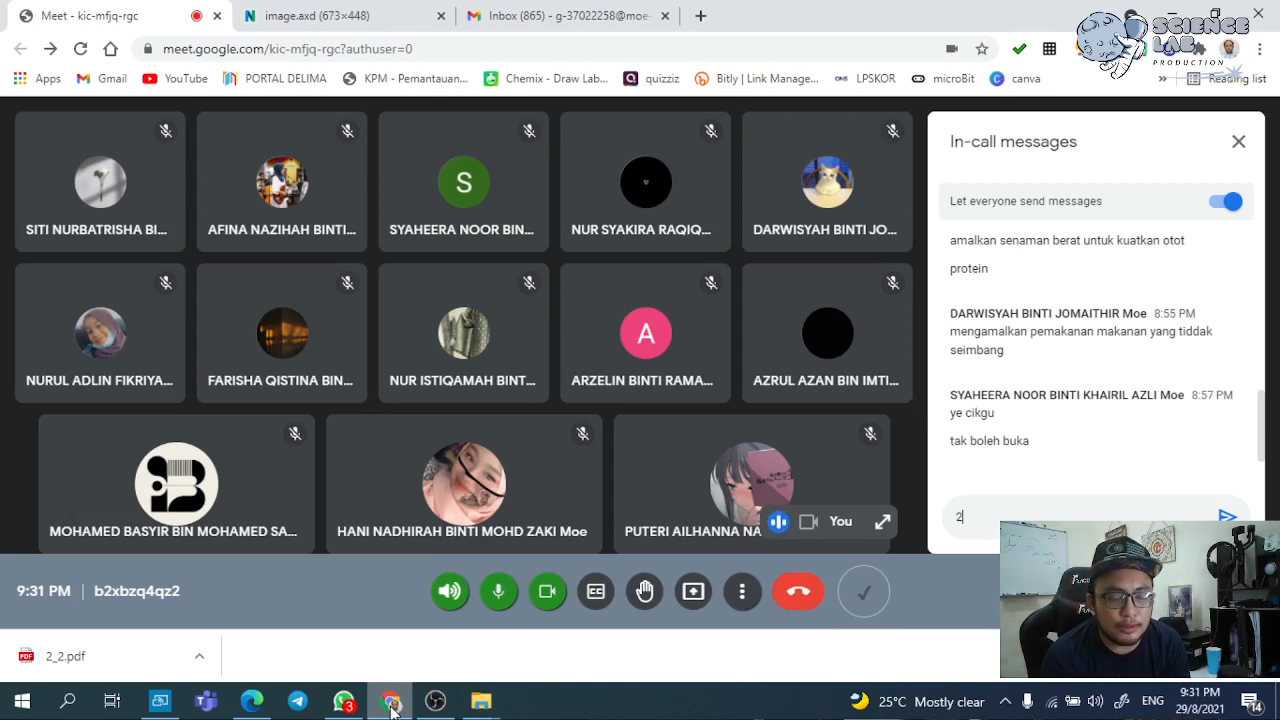 Meet - kic-mfjq-rgc
image.axd (673×448)
Inbox (865) - g-37022258@moe-
SCIENCE
LAB
PRODUCTION
meet.google.com/kic-mfjq-rgc?authuser=0
Apps
Gmail
YouTube
PORTAL DELIMA
KPM - Pemantauan...
Chemix - Draw Lab...
quizziz
Bitly | Link Manage...
LPSKOR
microBit
canva
»
Reading list
SITI NURBATRISHA BI...
AFINA NAZIHAH BINTI...
S
SYAHEERA NOOR BIN...
NUR SYAKIRA RAQIQ...
DARWISYAH BINTI JO...
NURUL ADLIN FIKRIYA...
FARISHA QISTINA BIN...
NUR ISTIQAMAH BINT...
A
ARZELIN BINTI RAMA...
AZRUL AZAN BIN IMTI...
MOHAMED BASYIR BIN MOHAMED SA...
HANI NADHIRAH BINTI MOHD ZAKI Moe
PUTERI AILHANNA NA
You
In-call messages
Let everyone send messages
amalkan senaman berat untuk kuatkan otot
protein
DARWISYAH BINTI JOMAITHIR Moe 8:55 PM
mengamalkan pemakanan makanan yang tiddak
seimbang
SYAHEERA NOOR BINTI KHAIRIL AZLI Moe 8:57 PM
ye cikgu
tak boleh buka
2
9:31 PM | b2xbzq4qz2
CC
PDF
2_2.pdf
3
25°C Mostly clear
ENG
9:31 PM
29/8/2021
14